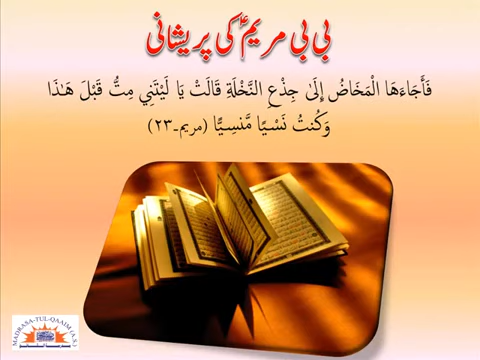 بی بی مریمؑ کی پریشانی
فَأَجَاءَهَا الْمَخَاضُ إِلَىٰ جِذْعِ النَّخْلَةِ قَالَتْ يَا لَيْتَنِي مِتُّ قَبْلَ هَـٰذَا
وَكُنتُ نَسْيًا مَّنسِيًّا (مریم۔۲۳)
MADRASA-TUL-QAAIM (A.S.)